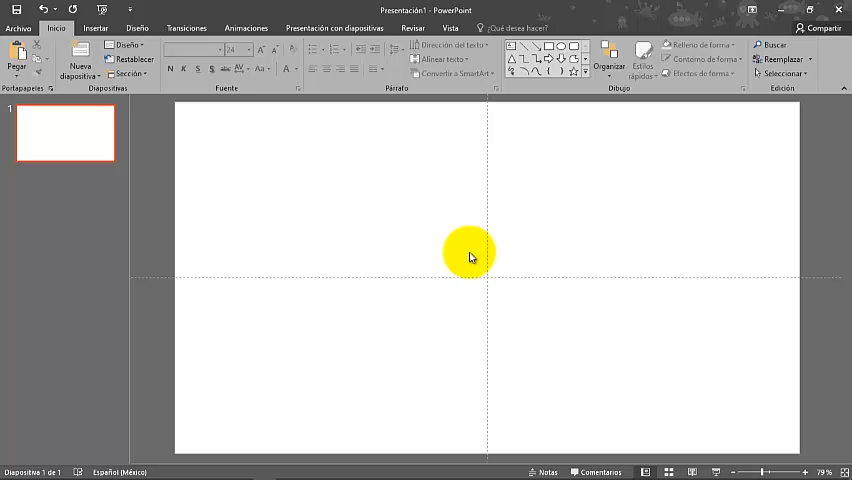 Presentación1 - PowerPoint
Archivo Inicio Insertar Diseño Transiciones Animaciones Presentación con diapositivas Revisar Vista ¿Qué desea hacer? Compartir
Pegar
Nueva diapositiva
Diseño
Restablecer
Sección
24
N K S S abc AV Aa A
Dirección del texto
Alinear texto
Convertir a SmartArt
Organizar
Estilos rápidos
Relleno de forma
Contorno de forma
Efectos de forma
Buscar
Reemplazar
Seleccionar
Portapapeles Diapositivas Fuente Párrafo Dibujo Edición
1
Diapositiva 1 de 1 Español (México) Notas Comentarios 79 %